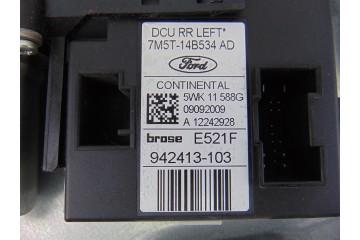 DCU RR LEFT*
7M5T-14B534 AD
Ford
CONTINENTAL
5WK 11 588G
09092009
A 12242928
brose E521F
942413-103